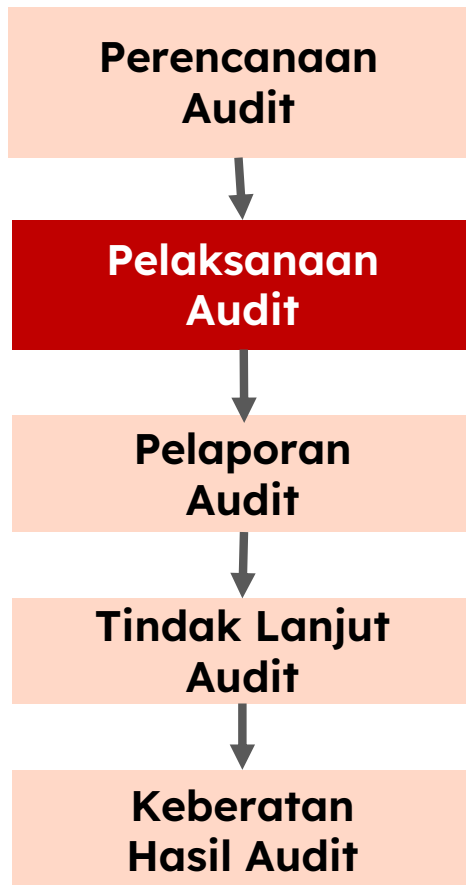 Perencanaan
Audit
Pelaksanaan
Audit
Pelaporan
Audit
Tindak Lanjut
Audit
Keberatan
Hasil Audit